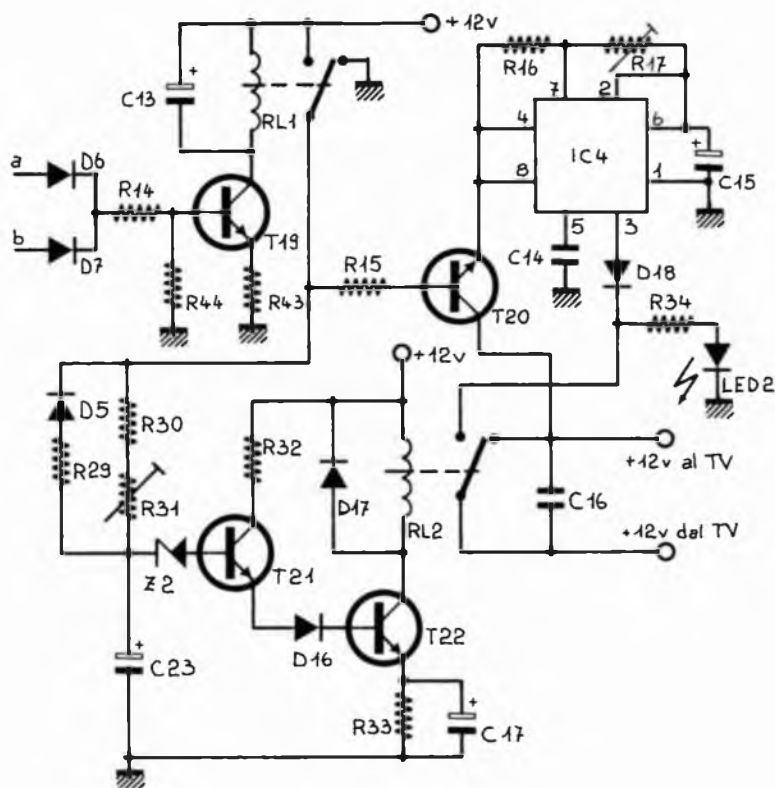 +12v
C13
+
RL1
R16
R17
7
2
4
6
IC4
8
1
+
C15
5
3
a
D6
R14
b
D7
T19
R44
R43
R15
T20
C14
D18
R34
LED2
+12v
D5
R30
R29
R31
R32
D17
RL2
C16
+12v al TV
+12v dal TV
Z2
T21
D16
T22
+
C23
R33
+
C17